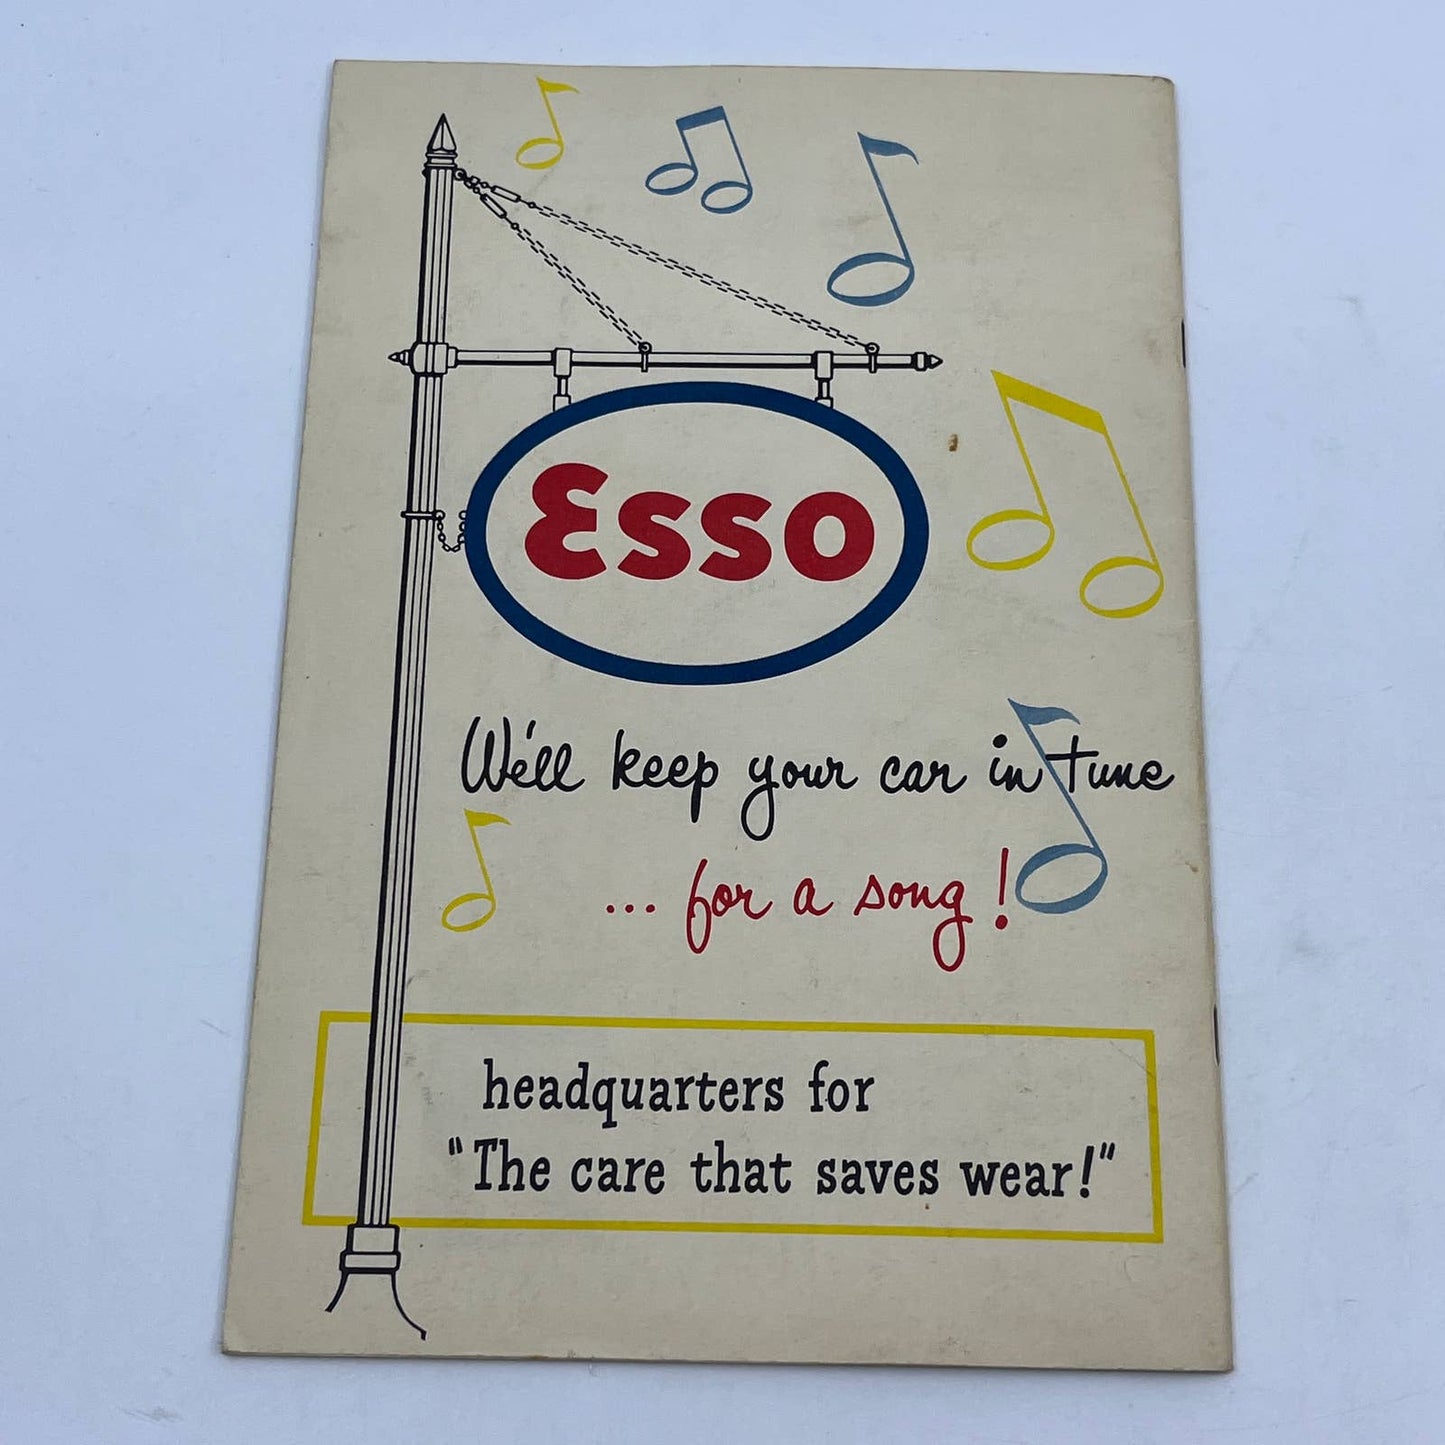 Esso
We'll keep your car in tune
... for a song!
headquarters for
"The care that saves wear!"